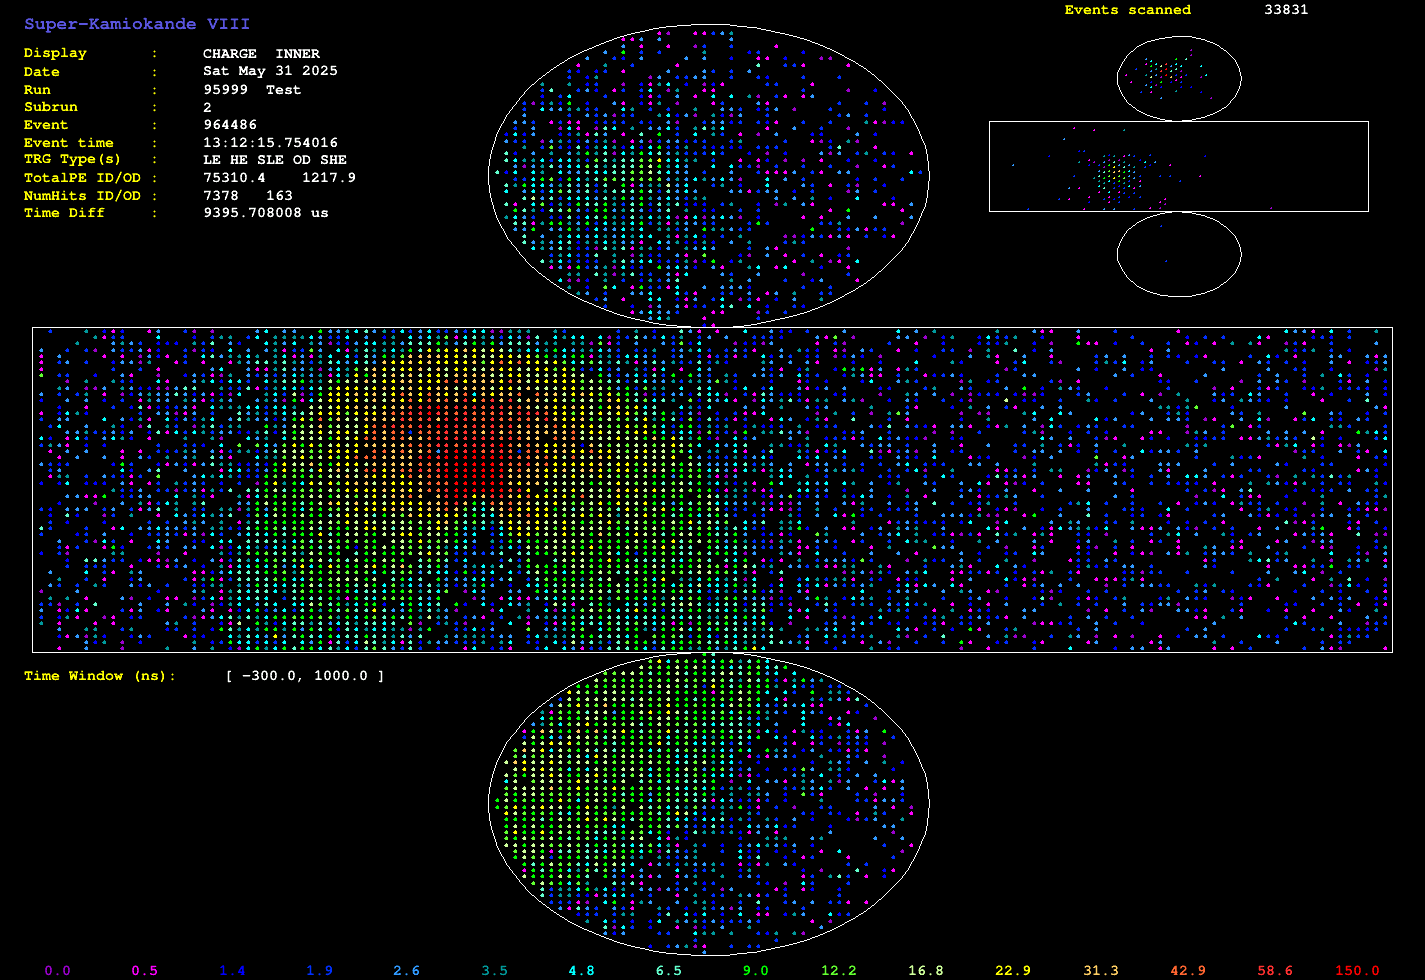 Super-Kamiokande VIII
Events scanned 33831
Display : CHARGE INNER
Date : Sat May 31 2025
Run : 95999 Test
Subrun : 2
Event : 964486
Event time : 13:12:15.754016
TRG Type(s) : LE HE SLE OD SHE
TotalPE ID/OD : 75310.4 1217.9
NumHits ID/OD : 7378 163
Time Diff : 9395.708008 us
Time Window (ns): [ -300.0, 1000.0 ]
0.0 0.5 1.4 1.9 2.6 3.5 4.8 6.5 9.0 12.2 16.8 22.9 31.3 42.9 58.6 150.0